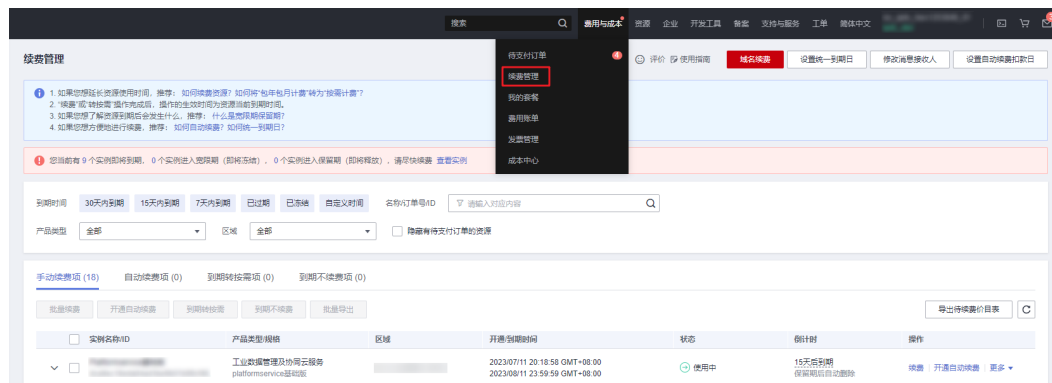 搜索
费用与成本 资源 企业 开发工具 备案 支持与服务 工单 简体中文
待支付订单 4
续费管理
我的套餐
费用账单
发票管理
成本中心
续费管理
评价 使用指南 域名续费 设置统一到期日 修改消息接收人 设置自动续费扣款日
1. 如果您想延长资源使用时间，推荐： 如何续费资源？如何将“包年包月计费”转为“按需计费”？
2. “续费”或“转按需”操作完成后，操作的生效时间为资源当前到期时间。
3. 如果您想了解资源到期后会发生什么，推荐： 什么是宽限期保留期？
4. 如果您想方便地进行续费，推荐： 如何自动续费？如何统一到期日？
您当前有 9 个实例即将到期，0 个实例进入宽限期（即将冻结），0 个实例进入保留期（即将释放），请尽快续费 查看实例
到期时间 30天内到期 15天内到期 7天内到期 已过期 已冻结 自定义时间 名称/订单号/ID 请输入对应内容
产品类型 全部 区域 全部 隐藏有待支付订单的资源
手动续费项 (18) 自动续费项 (0) 到期转按需项 (0) 到期不续费项 (0)
批量续费 开通自动续费 到期转按需 到期不续费 批量导出 导出待续费价目表
实例名称/ID 产品类型/规格 区域 开通/到期时间 状态 倒计时 操作
工业数据管理及协同云服务 2023/07/11 20:18:58 GMT+08:00 使用中 15天后到期 续费 开通自动续费 更多
platformservice基础版 2023/08/11 23:59:59 GMT+08:00 保留期后自动删除